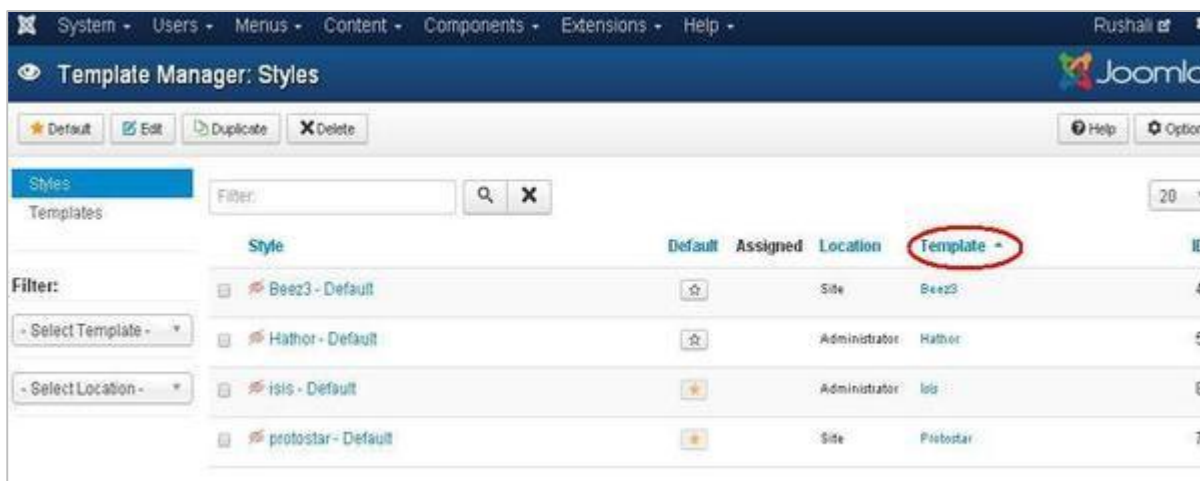 System Users Menus Content Components Extensions Help Rushali
Template Manager: Styles Joomla
Default Edit Duplicate Delete Help Option
Styles
Templates
Filter:
20
Style Default Assigned Location Template
Filter:
Beez3 - Default Site Beez3
- Select Template -
Hathor - Default Administrator Hathor
- Select Location -
isis - Default Administrator Isis
protostar - Default Site Protostar